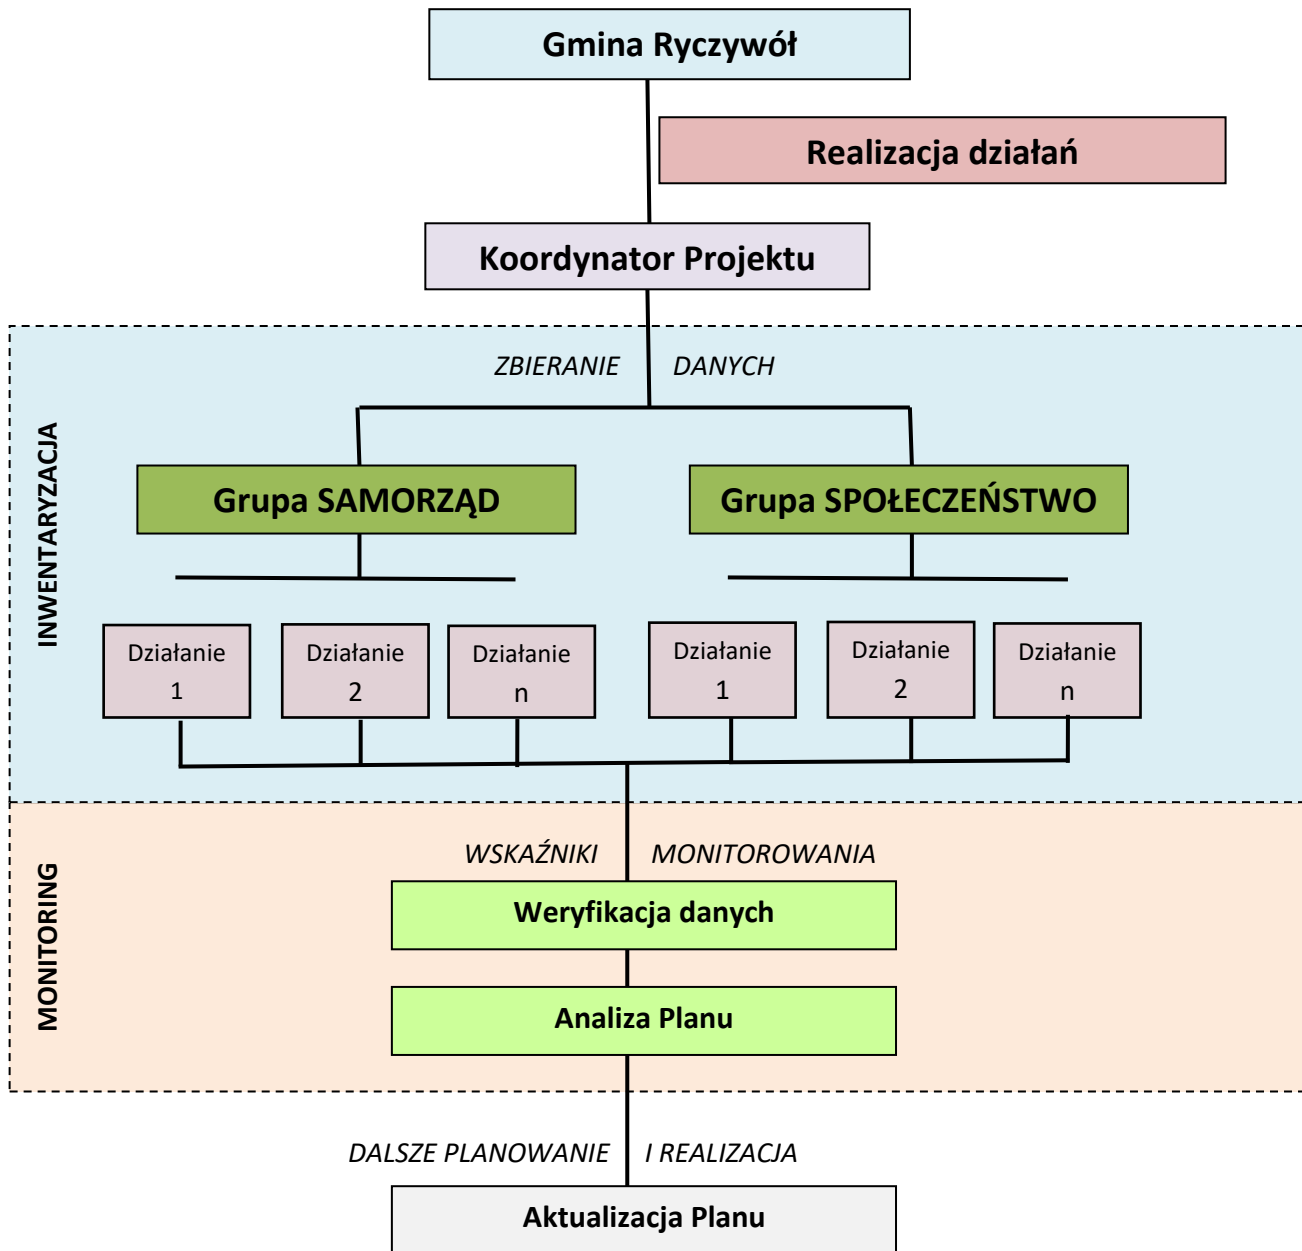 Gmina Ryczywół
Realizacja działań
Koordynator Projektu
ZBIERANIE DANYCH
INWENTARYZACJA
Grupa SAMORZĄD
Grupa SPOŁECZEŃSTWO
Działanie
1
Działanie
2
Działanie
n
Działanie
1
Działanie
2
Działanie
n
MONITORING
WSKAŹNIKI MONITOROWANIA
Weryfikacja danych
Analiza Planu
DALSZE PLANOWANIE I REALIZACJA
Aktualizacja Planu